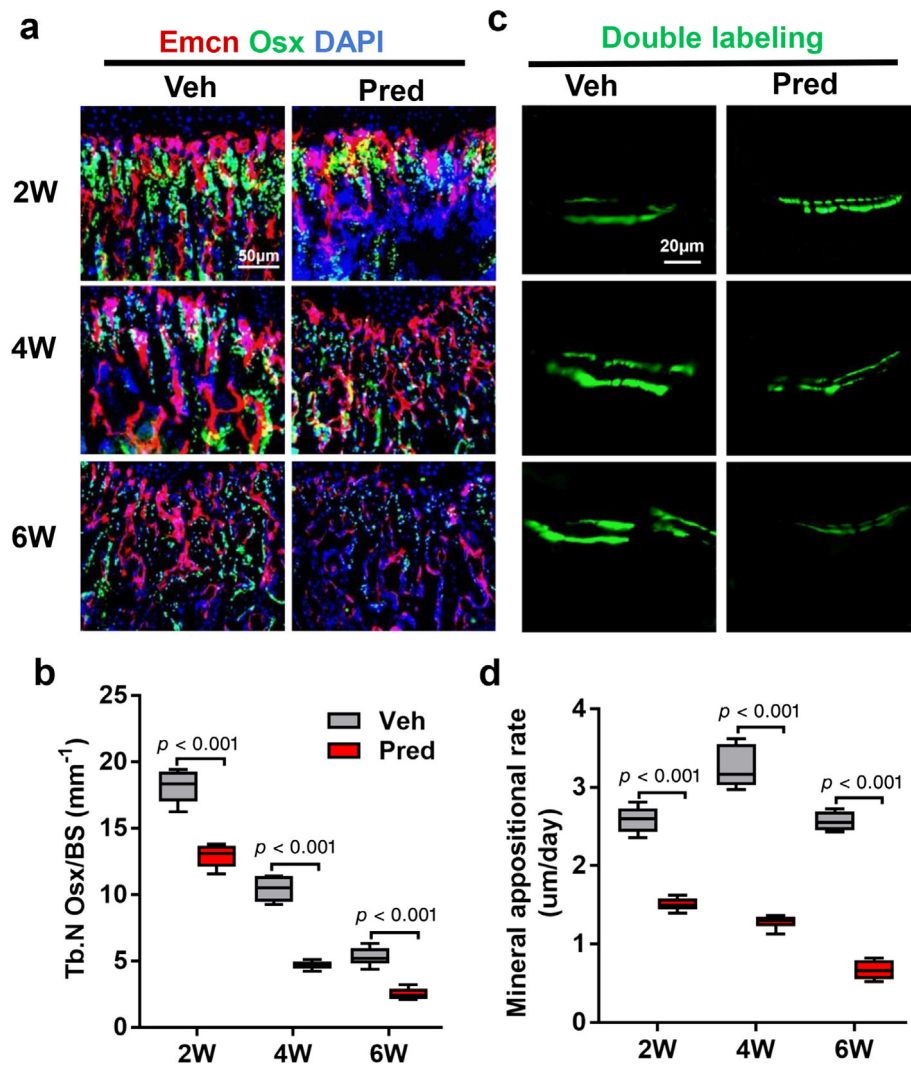 a
Emcn Osx DAPI
Veh Pred
2W
50μm
4W
6W
c
Double labeling
Veh Pred
20μm
b
Tb.N Osx/BS (mm⁻¹)
25
20
15
10
5
0
p < 0.001
p < 0.001
p < 0.001
Veh
Pred
2W 4W 6W
d
Mineral appositional rate
(um/day)
4
3
2
1
0
p < 0.001
p < 0.001
p < 0.001
2W 4W 6W